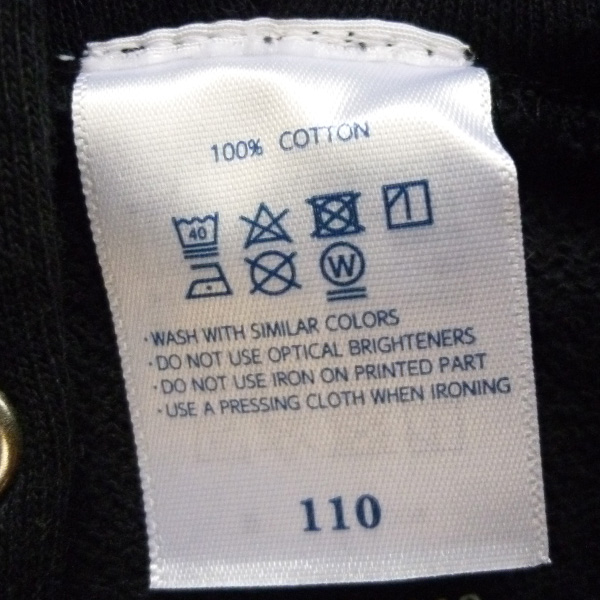 100% COTTON
40
W
·WASH WITH SIMILAR COLORS
·DO NOT USE OPTICAL BRIGHTENERS
·DO NOT USE IRON ON PRINTED PART
·USE A PRESSING CLOTH WHEN IRONING
110